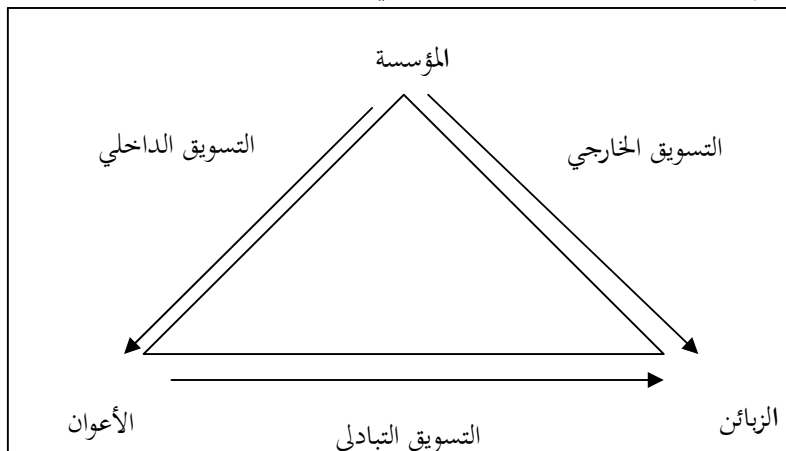 المؤسسة
التسويق الخارجي
التسويق الداخلي
الزبائن
الأعوان
التسويق التبادلي